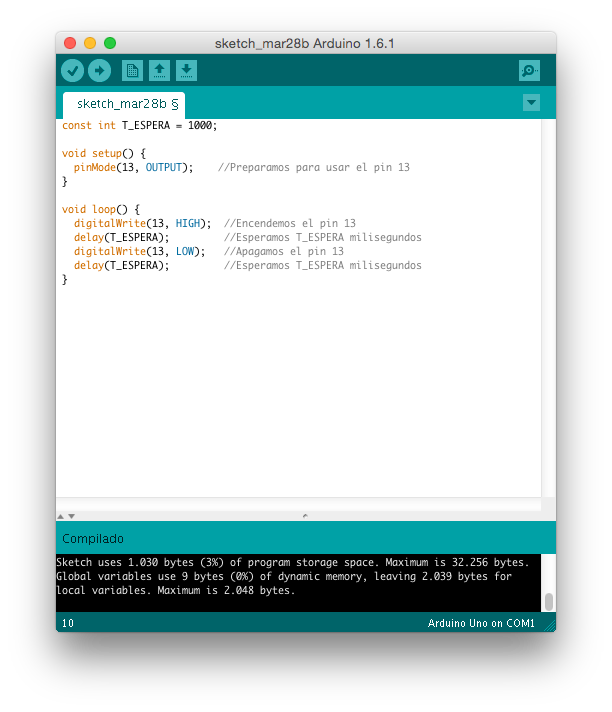 sketch_mar28b Arduino 1.6.1
sketch_mar28b §
const int T_ESPERA = 1000;
void setup() {
  pinMode(13, OUTPUT);    //Preparamos para usar el pin 13
}
void loop() {
  digitalWrite(13, HIGH);  //Encendemos el pin 13
  delay(T_ESPERA);         //Esperamos T_ESPERA milisegundos
  digitalWrite(13, LOW);   //Apagamos el pin 13
  delay(T_ESPERA);         //Esperamos T_ESPERA milisegundos
}
Compilado
Sketch uses 1.030 bytes (3%) of program storage space. Maximum is 32.256 bytes.
Global variables use 9 bytes (0%) of dynamic memory, leaving 2.039 bytes for
local variables. Maximum is 2.048 bytes.
10 Arduino Uno on COM1